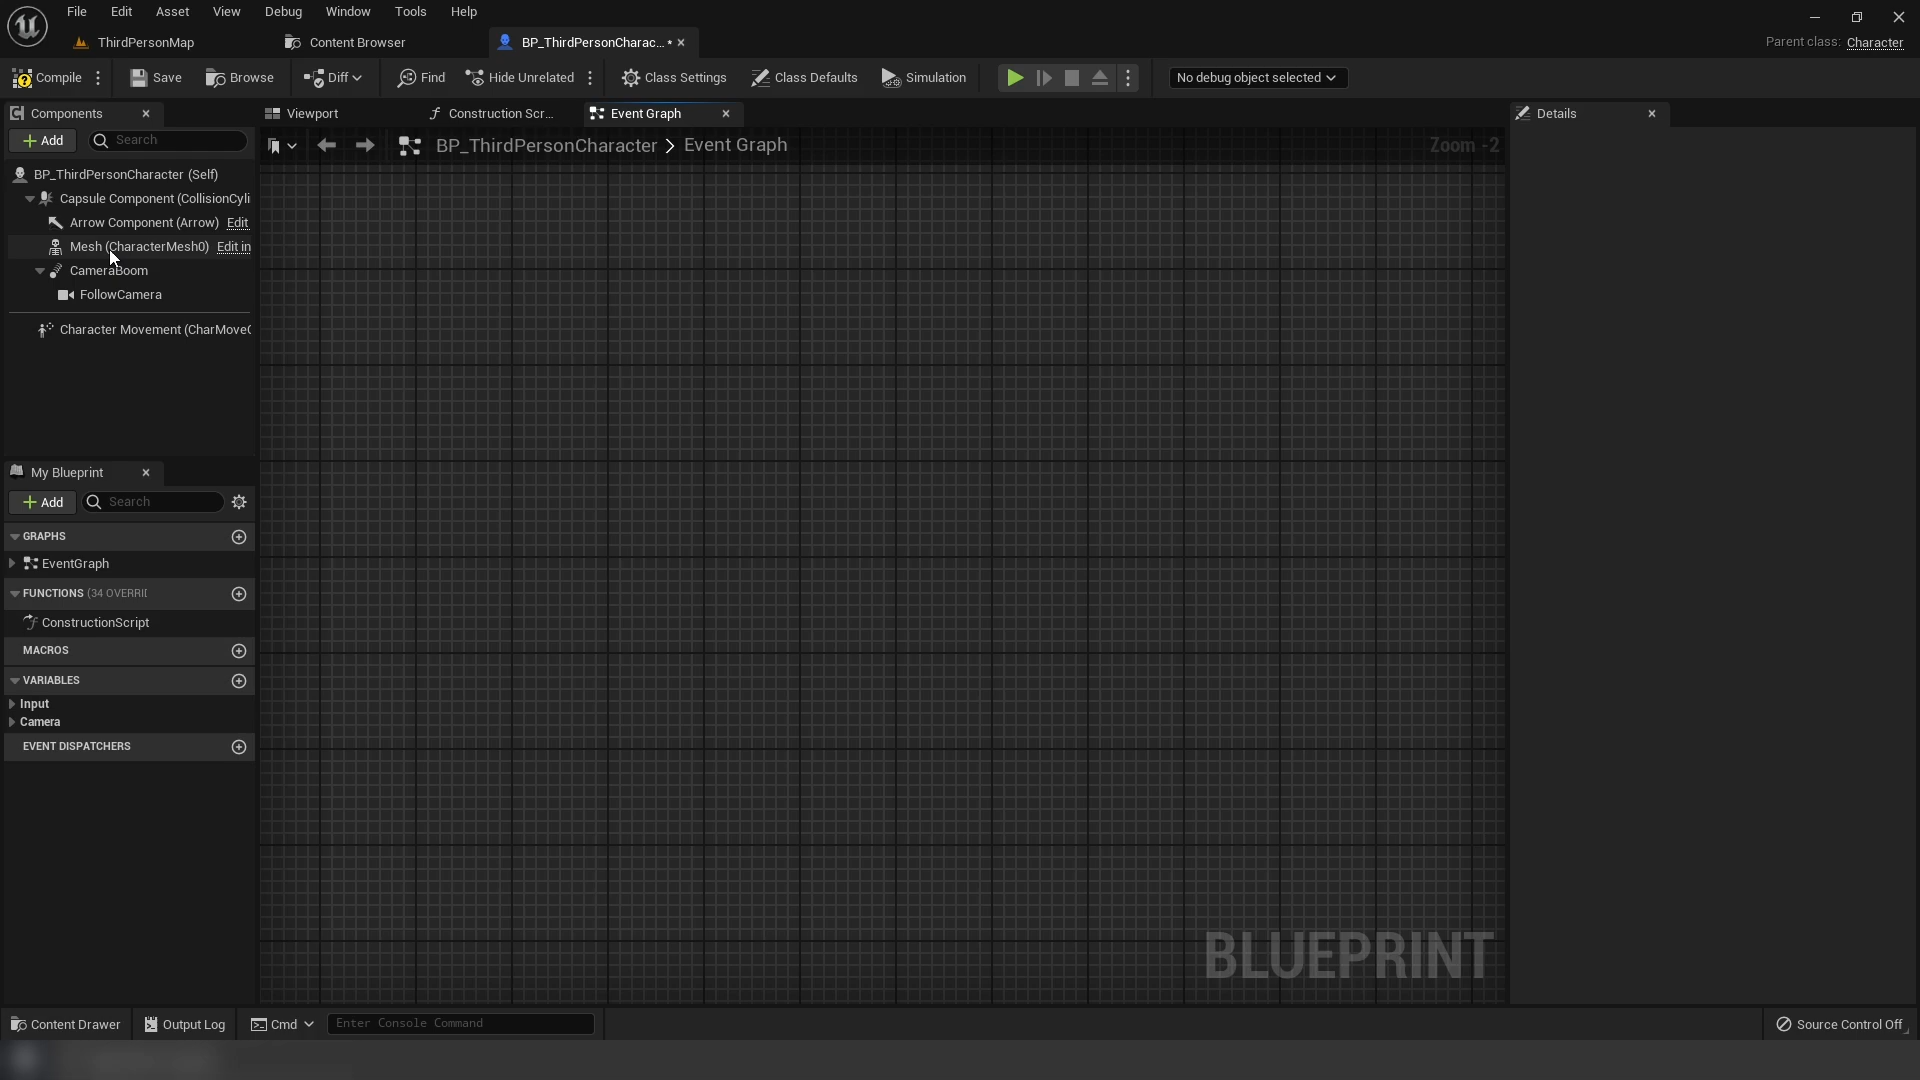 File Edit Asset View Debug Window Tools Help
ThirdPersonMap Content Browser BP_ThirdPersonCharac... •
Parent class: Character
Compile Save Browse Diff Find Hide Unrelated Class Settings Class Defaults Simulation No debug object selected
Components
Viewport Construction Scr... Event Graph
Details
Add Search
BP_ThirdPersonCharacter > Event Graph
Zoom -2
BP_ThirdPersonCharacter (Self)
Capsule Component (CollisionCyli
Arrow Component (Arrow) Edit
Mesh (CharacterMesh0) Edit in
CameraBoom
FollowCamera
Character Movement (CharMoveC
My Blueprint
Add Search
GRAPHS
EventGraph
FUNCTIONS (34 OVERRI
ConstructionScript
MACROS
VARIABLES
Input
Camera
EVENT DISPATCHERS
BLUEPRINT
Content Drawer Output Log Cmd Enter Console Command Source Control Off